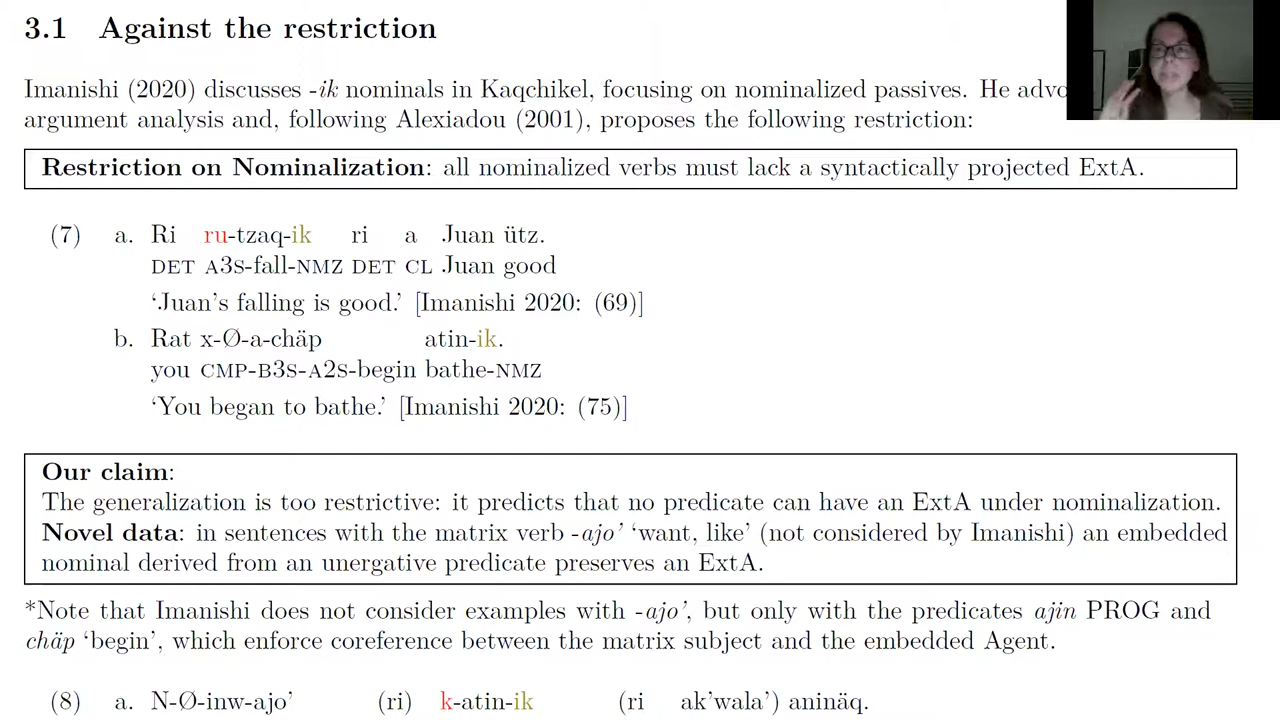 3.1 Against the restriction
Imanishi (2020) discusses -ik nominals in Kaqchikel, focusing on nominalized passives. He
argument analysis and, following Alexiadou (2001), proposes the following restriction:
Restriction on Nominalization: all nominalized verbs must lack a syntactically projected ExtA.
(7) a. Ri ru-tzaq-ik ri a Juan ütz.
DET A3S-fall-NMZ DET CL Juan good
‘Juan’s falling is good.’ [Imanishi 2020: (69)]
b. Rat x-Ø-a-chäp atin-ik.
you CMP-B3S-A2S-begin bathe-NMZ
‘You began to bathe.’ [Imanishi 2020: (75)]
Our claim:
The generalization is too restrictive: it predicts that no predicate can have an ExtA under nominalization.
Novel data: in sentences with the matrix verb -ajo’ ‘want, like’ (not considered by Imanishi) an embedded
nominal derived from an unergative predicate preserves an ExtA.
*Note that Imanishi does not consider examples with -ajo’, but only with the predicates ajin PROG and
chäp ‘begin’, which enforce coreference between the matrix subject and the embedded Agent.
(8) a. N-Ø-inw-ajo’ (ri) k-atin-ik (ri ak’wala’) aninäq.